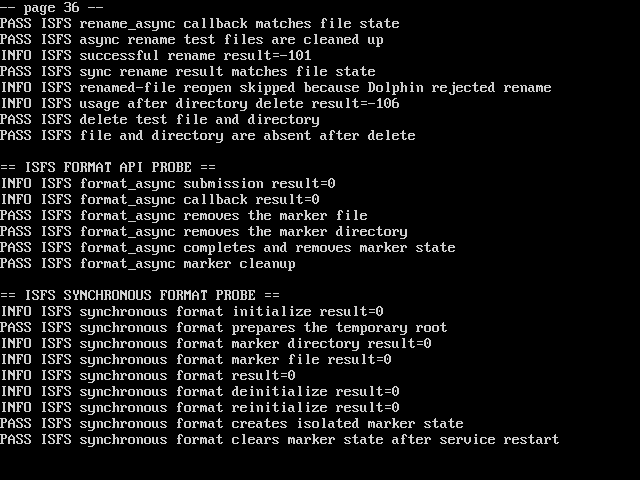 -- page 36 --
PASS ISFS rename_async callback matches file state
PASS ISFS async rename test files are cleaned up
INFO ISFS successful rename result=-101
PASS ISFS sync rename result matches file state
INFO ISFS renamed-file reopen skipped because Dolphin rejected rename
INFO ISFS usage after directory delete result=-106
PASS ISFS delete test file and directory
PASS ISFS file and directory are absent after delete
== ISFS FORMAT API PROBE ==
INFO ISFS format_async submission result=0
INFO ISFS format_async callback result=0
PASS ISFS format_async removes the marker file
PASS ISFS format_async removes the marker directory
PASS ISFS format_async completes and removes marker state
PASS ISFS format_async marker cleanup
== ISFS SYNCHRONOUS FORMAT PROBE ==
INFO ISFS synchronous format initialize result=0
PASS ISFS synchronous format prepares the temporary root
INFO ISFS synchronous format marker directory result=0
INFO ISFS synchronous format marker file result=0
INFO ISFS synchronous format result=0
INFO ISFS synchronous format deinitialize result=0
INFO ISFS synchronous format reinitialize result=0
PASS ISFS synchronous format creates isolated marker state
PASS ISFS synchronous format clears marker state after service restart